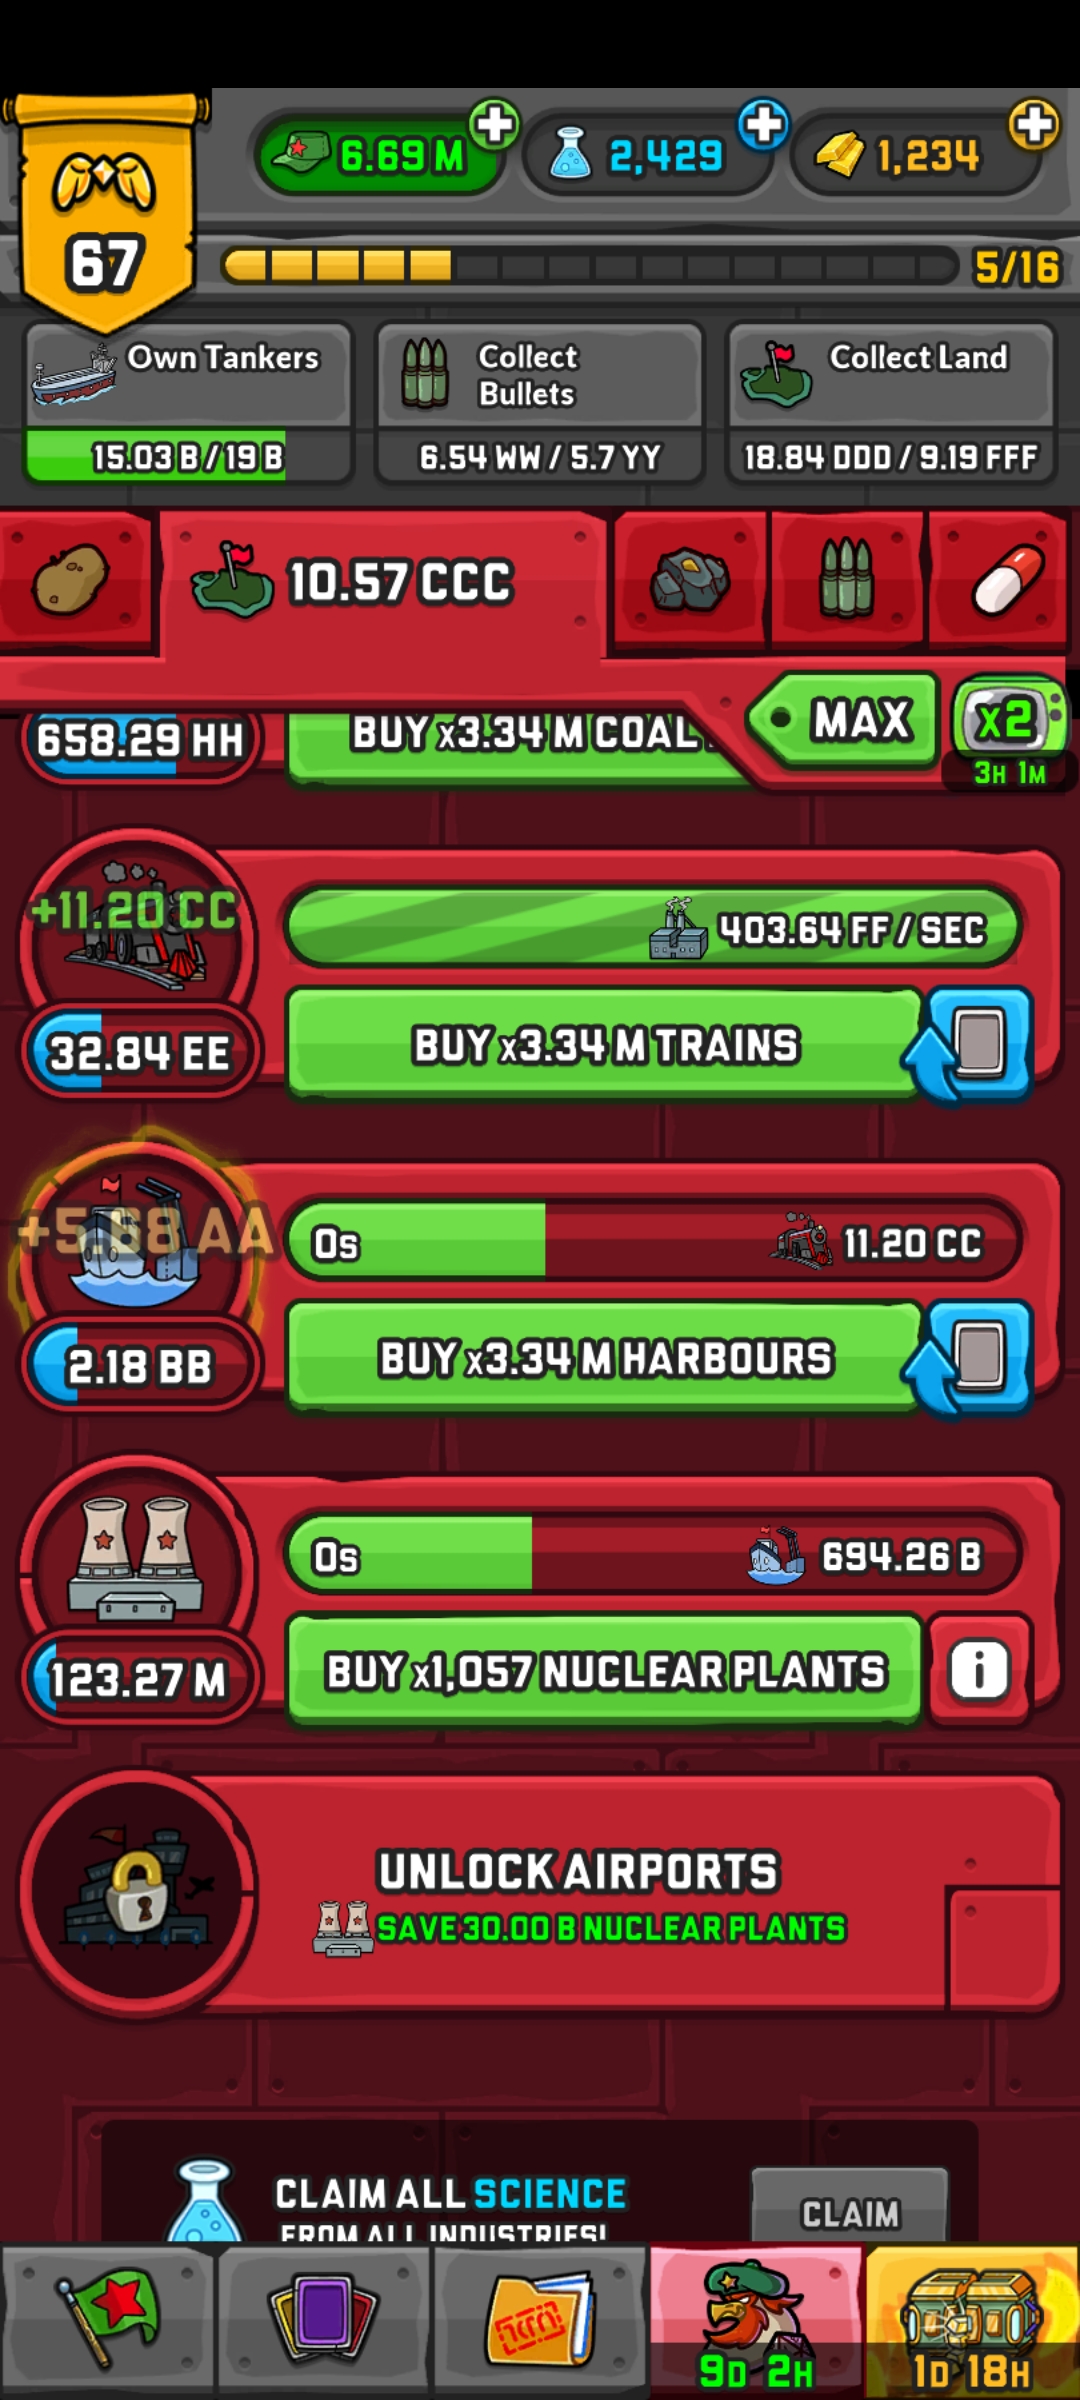 6.69 M
2,429
1,234
67
5/16
Own Tankers
15.03 B / 19 B
Collect
Bullets
6.54 WW / 5.7 YY
Collect Land
18.84 DDD / 9.19 FFF
10.57 CCC
MAX
x2
3H 1M
658.29 HH
BUY x3.34 M COAL
+11.20 CC
403.64 FF / SEC
32.84 EE
BUY x3.34 M TRAINS
+5.68 AA
0s
11.20 CC
2.18 BB
BUY x3.34 M HARBOURS
0s
694.26 B
123.27 M
BUY x1,057 NUCLEAR PLANTS
i
UNLOCK AIRPORTS
SAVE 30.00 B NUCLEAR PLANTS
CLAIM ALL SCIENCE
FROM ALL INDUSTRIES!
CLAIM
9D 2H
1D 18H